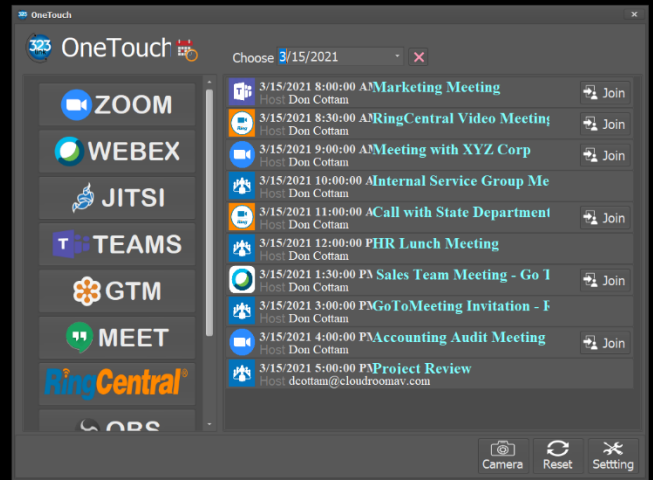 323 OneTouch
323 OneTouch
Choose 3/15/2021
ZOOM
WEBEX
JITSI
T TEAMS
GTM
MEET
RingCentral®
OBS
3/15/2021 8:00:00 AM Marketing Meeting
Host Don Cottam
Join
3/15/2021 8:30:00 AM RingCentral Video Meeting
Host Don Cottam
Join
3/15/2021 9:00:00 AM Meeting with XYZ Corp
Host Don Cottam
Join
3/15/2021 10:00:00 A Internal Service Group Me
Host Don Cottam
3/15/2021 11:00:00 A Call with State Department
Host Don Cottam
Join
3/15/2021 12:00:00 P HR Lunch Meeting
Host Don Cottam
3/15/2021 1:30:00 PM Sales Team Meeting - Go T
Host Don Cottam
Join
3/15/2021 3:00:00 PM GoToMeeting Invitation - F
Host Don Cottam
3/15/2021 4:00:00 PM Accounting Audit Meeting
Host Don Cottam
Join
3/15/2021 5:00:00 PM Project Review
Host dcottam@cloudroomav.com
Camera
Reset
Settting